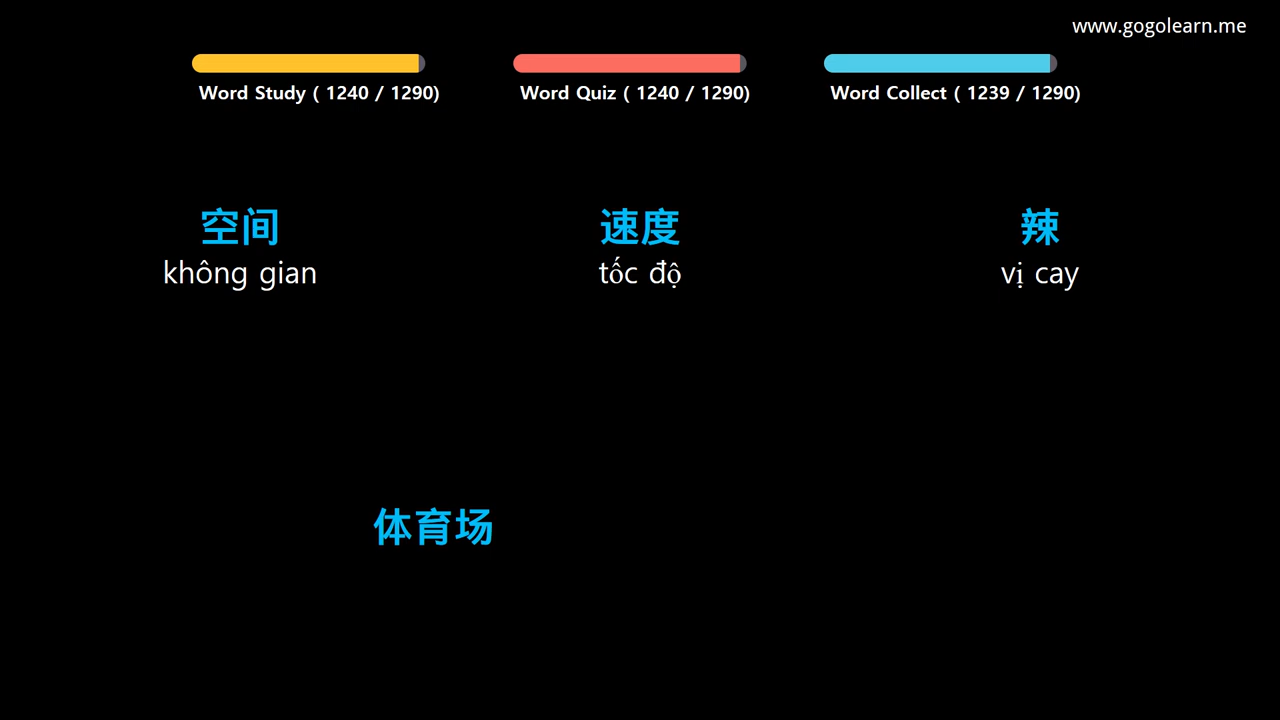 www.gogolearn.me
Word Study ( 1240 / 1290)
Word Quiz ( 1240 / 1290)
Word Collect ( 1239 / 1290)
空间
không gian
速度
tốc độ
辣
vị cay
体育场